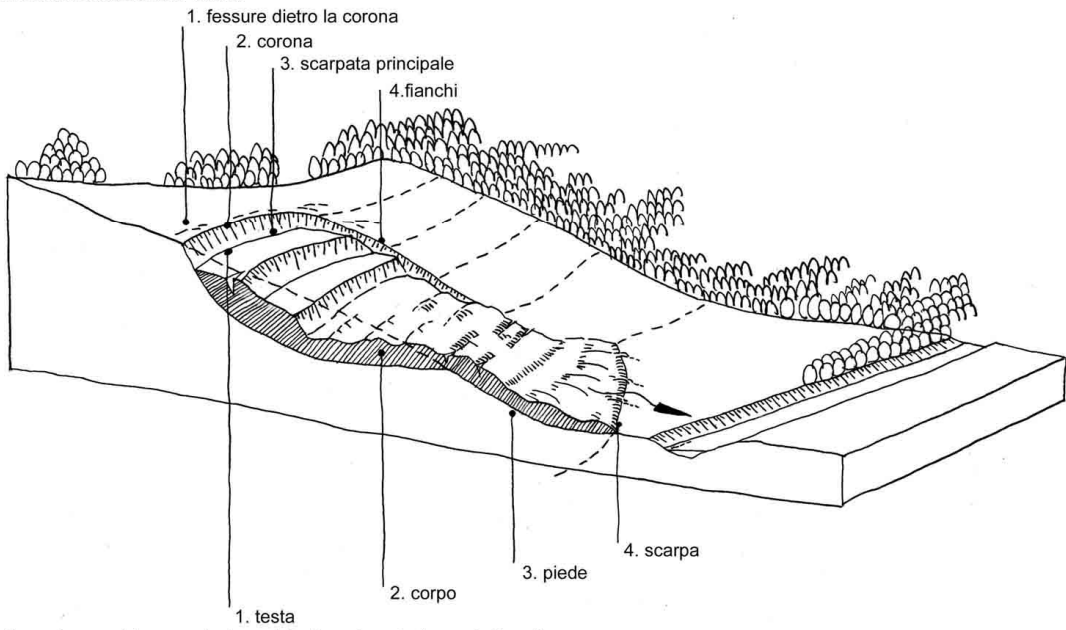 1. fessure dietro la corona
2. corona
3. scarpata principale
4.fianchi
4. scarpa
3. piede
2. corpo
1. testa